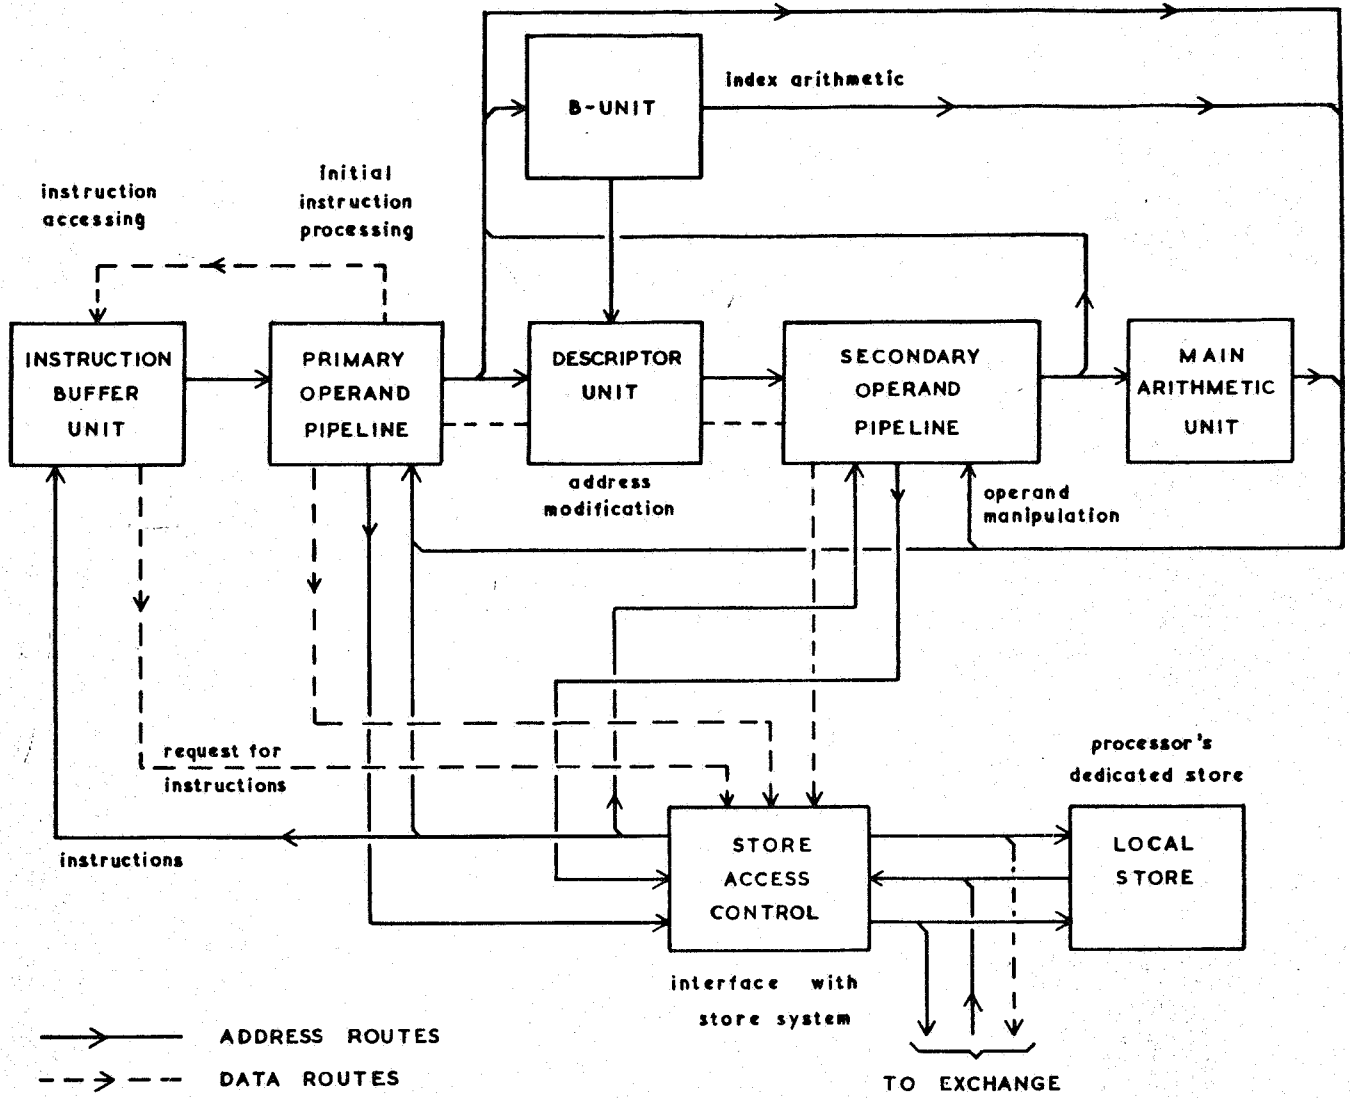 index arithmetic
B-UNIT
initial
instruction
processing
instruction
accessing
INSTRUCTION
BUFFER
UNIT
PRIMARY
OPERAND
PIPELINE
DESCRIPTOR
UNIT
SECONDARY
OPERAND
PIPELINE
MAIN
ARITHMETIC
UNIT
address
modification
operand
manipulation
request for
instructions
processor's
dedicated store
instructions
STORE
ACCESS
CONTROL
LOCAL
STORE
interface with
store system
ADDRESS ROUTES
DATA ROUTES
TO EXCHANGE